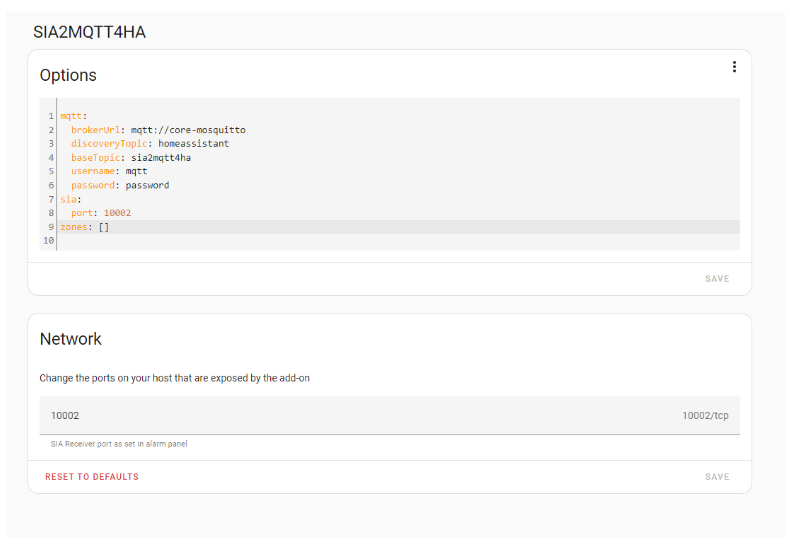 SIA2MQTT4HA
Options
1 mqtt:
2 brokerUrl: mqtt://core-mosquitto
3 discoveryTopic: homeassistant
4 baseTopic: sia2mqtt4ha
5 username: mqtt
6 password: password
7 sia:
8 port: 10002
9 zones: []
10
SAVE
Network
Change the ports on your host that are exposed by the add-on
10002 10002/tcp
SIA Receiver port as set in alarm panel
RESET TO DEFAULTS SAVE